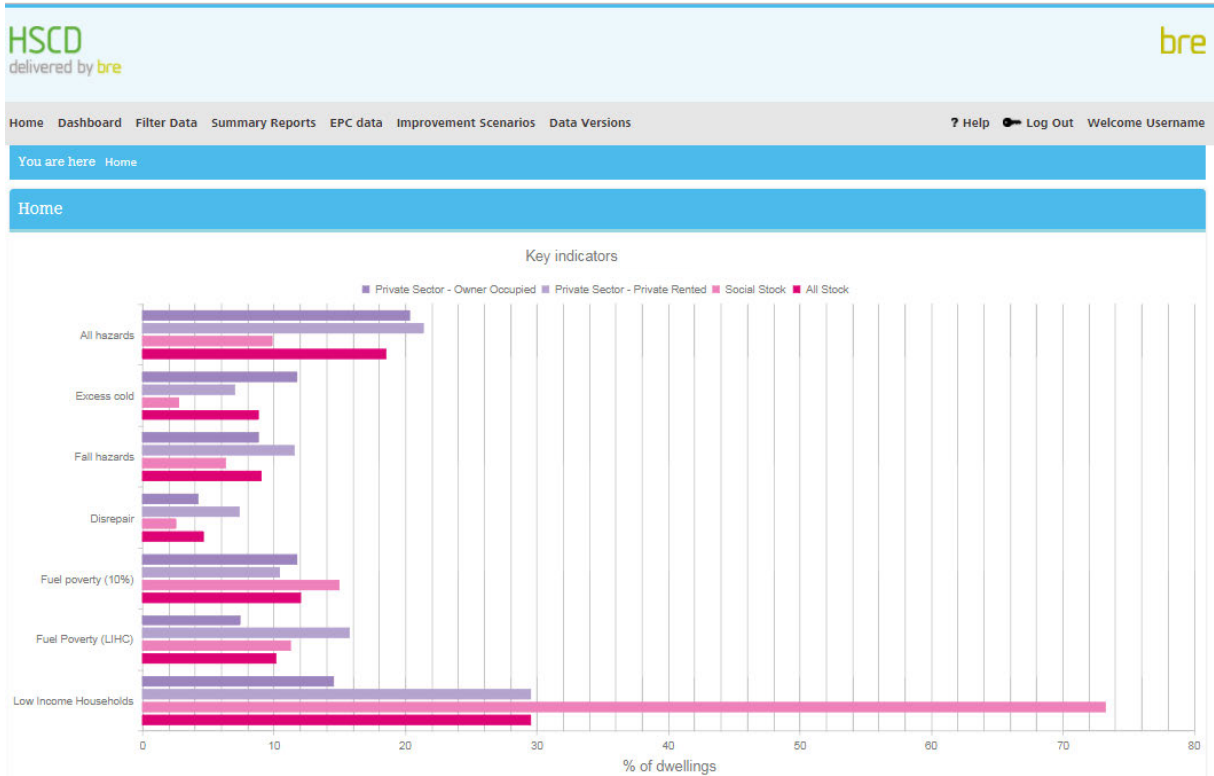 HSCD
delivered by bre
bre
Home Dashboard Filter Data Summary Reports EPC data Improvement Scenarios Data Versions ? Help Log Out Welcome Username
You are here Home
Home
Key indicators
Private Sector - Owner Occupied Private Sector - Private Rented Social Stock All Stock
All hazards
Excess cold
Fall hazards
Disrepair
Fuel poverty (10%)
Fuel Poverty (LIHC)
Low Income Households
0 10 20 30 40 50 60 70 80
% of dwellings